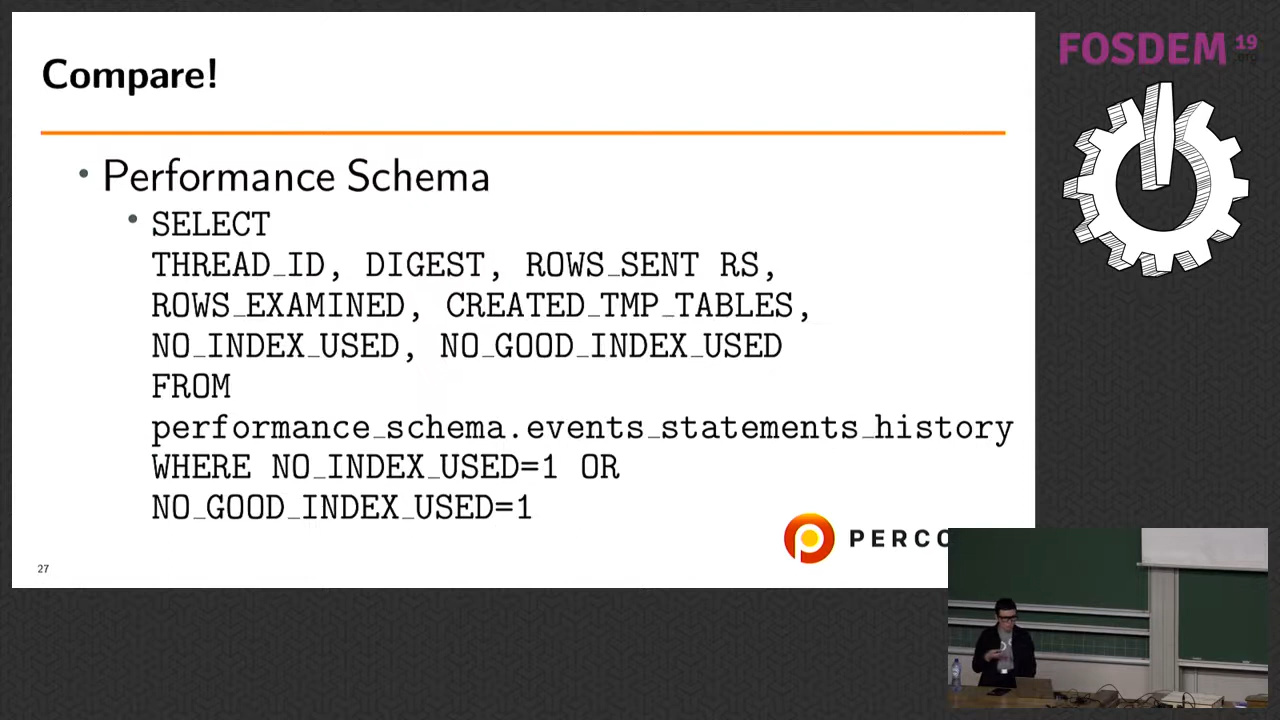 Compare!
• Performance Schema
• SELECT
THREAD_ID, DIGEST, ROWS_SENT RS,
ROWS_EXAMINED, CREATED_TMP_TABLES,
NO_INDEX_USED, NO_GOOD_INDEX_USED
FROM
performance_schema.events_statements_history
WHERE NO_INDEX_USED=1 OR
NO_GOOD_INDEX_USED=1
PERCO
27
FOSDEM 19
.org